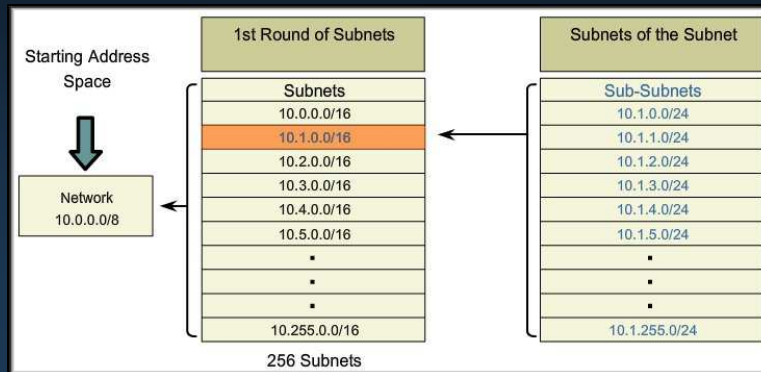 Starting Address
Space
Network
10.0.0.0/8
1st Round of Subnets
Subnets
10.0.0.0/16
10.1.0.0/16
10.2.0.0/16
10.3.0.0/16
10.4.0.0/16
10.5.0.0/16
.
.
.
10.255.0.0/16
256 Subnets
Subnets of the Subnet
Sub-Subnets
10.1.0.0/24
10.1.1.0/24
10.1.2.0/24
10.1.3.0/24
10.1.4.0/24
10.1.5.0/24
.
.
.
10.1.255.0/24